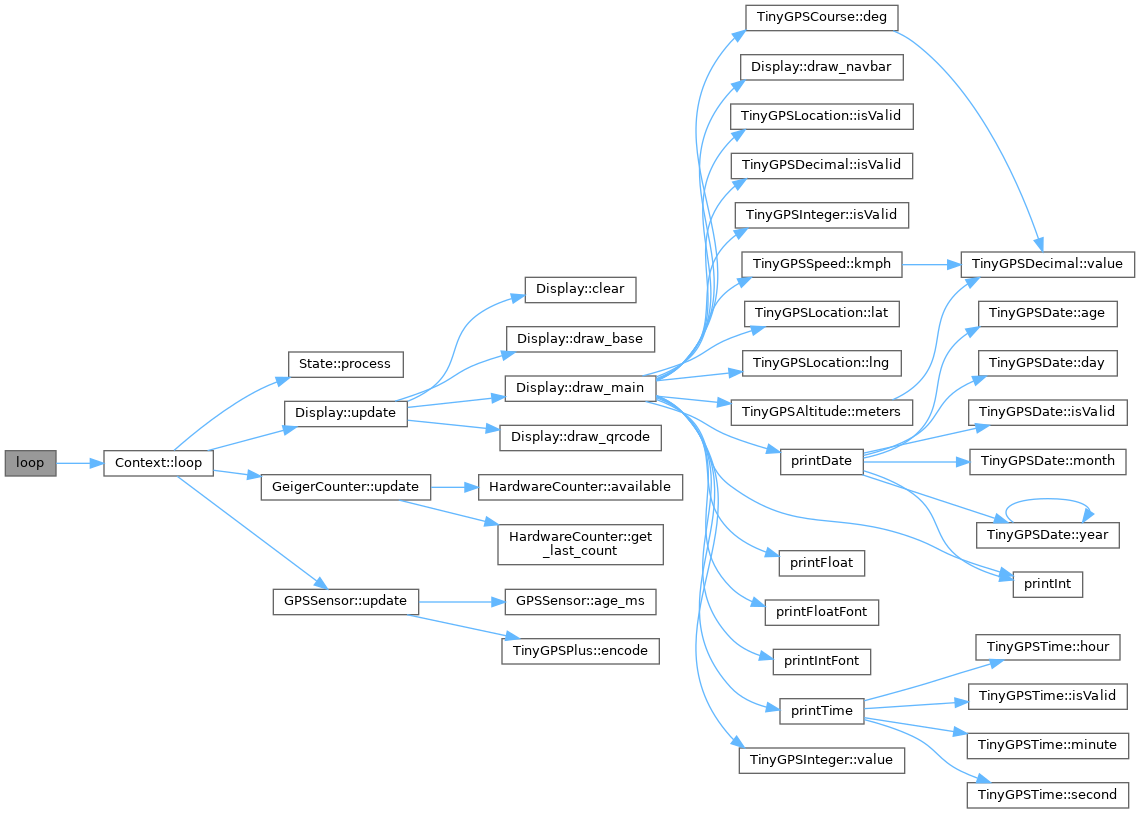 loop
Context::loop
State::process
Display::update
GeigerCounter::update
GPSSensor::update
Display::clear
Display::draw_base
Display::draw_main
Display::draw_qrcode
HardwareCounter::available
HardwareCounter::get
_last_count
GPSSensor::age_ms
TinyGPSPlus::encode
TinyGPSCourse::deg
Display::draw_navbar
TinyGPSLocation::isValid
TinyGPSDecimal::isValid
TinyGPSInteger::isValid
TinyGPSSpeed::kmph
TinyGPSLocation::lat
TinyGPSLocation::lng
TinyGPSAltitude::meters
printDate
printFloat
printFloatFont
printIntFont
printTime
TinyGPSInteger::value
TinyGPSDecimal::value
TinyGPSDate::age
TinyGPSDate::day
TinyGPSDate::isValid
TinyGPSDate::month
TinyGPSDate::year
printInt
TinyGPSTime::hour
TinyGPSTime::isValid
TinyGPSTime::minute
TinyGPSTime::second